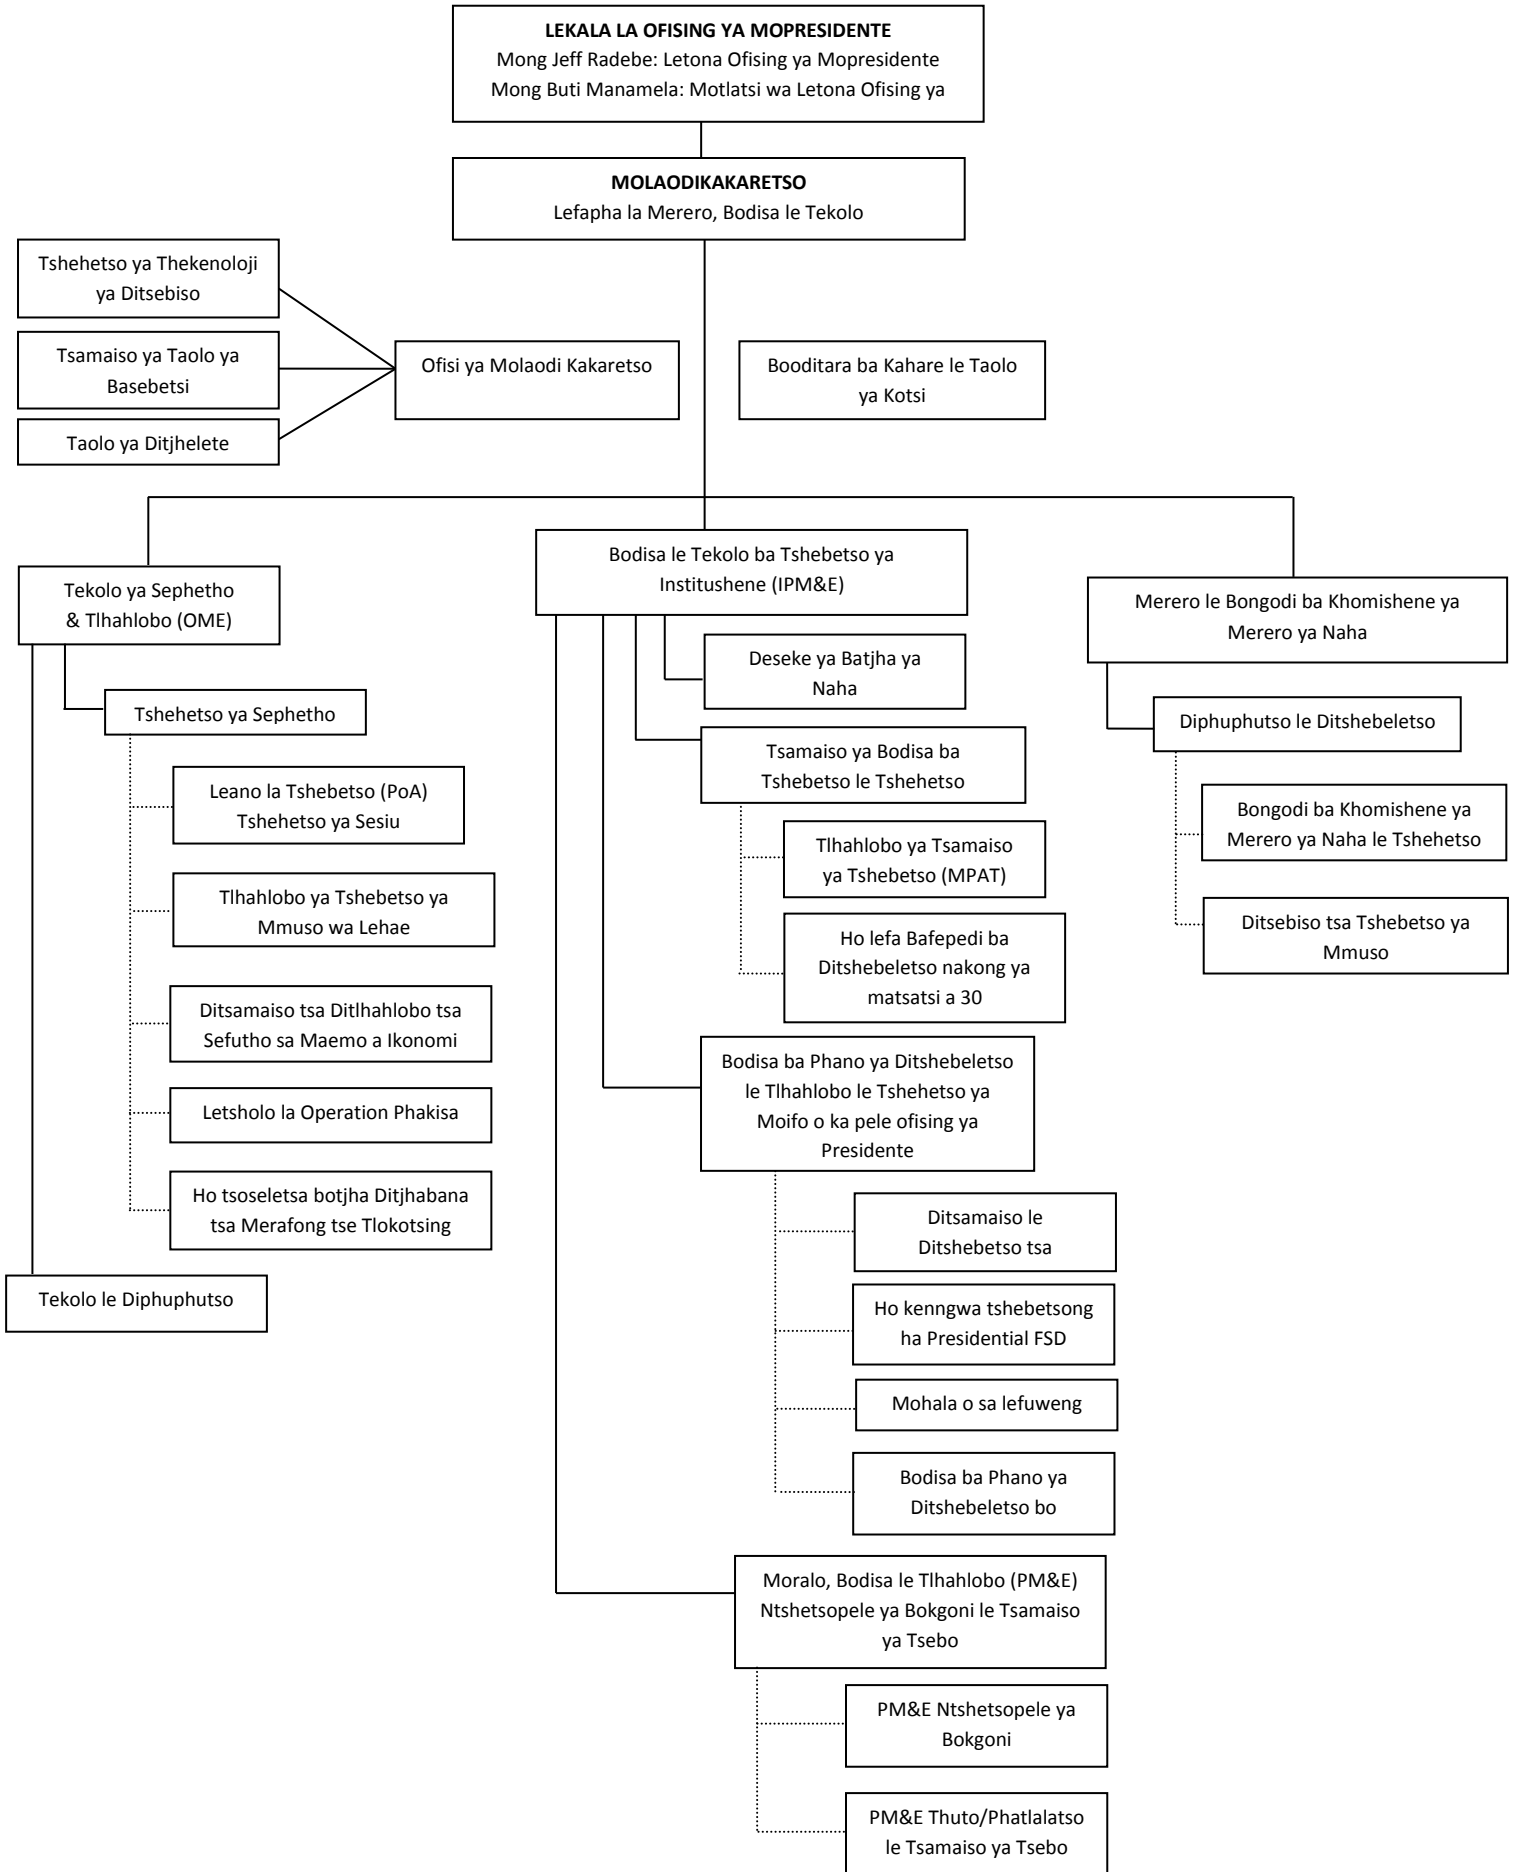 LEKALA LA OFISING YA MOPRESIDENTE
Mong Jeff Radebe: Letona Ofising ya Mopresidente
Mong Buti Manamela: Motlatsi wa Letona Ofising ya
MOLAODIKAKARETSO
Lefapha la Merero, Bodisa le Tekolo
Tshehetso ya Thekenoloji
ya Ditsebiso
Tsamaiso ya Taolo ya
Basebetsi
Taolo ya Ditjhelete
Ofisi ya Molaodi Kakaretso
Booditara ba Kahare le Taolo
ya Kotsi
Tekolo ya Sephetho
& Tlhahlobo (OME)
Tshehetso ya Sephetho
Leano la Tshebetso (PoA)
Tshehetso ya Sesiu
Tlhahlobo ya Tshebetso ya
Mmuso wa Lehae
Ditsamaiso tsa Ditlhahlobo tsa
Sefutho sa Maemo a Ikonomi
Letsholo la Operation Phakisa
Ho tsoseletsa botjha Ditjhabana
tsa Merafong tse Tlokotsing
Tekolo le Diphuphutso
Bodisa le Tekolo ba Tshebetso ya
Institushene (IPM&E)
Deseke ya Batjha ya
Naha
Tsamaiso ya Bodisa ba
Tshebetso le Tshehetso
Tlhahlobo ya Tsamaiso
ya Tshebetso (MPAT)
Ho lefa Bafepedi ba
Ditshebeletso nakong ya
matsatsi a 30
Bodisa ba Phano ya Ditshebeletso
le Tlhahlobo le Tshehetso ya
Moifo o ka pele ofising ya
Presidente
Ditsamaiso le
Ditshebetso tsa
Ho kenngwa tshebetsong
ha Presidential FSD
Mohala o sa lefuweng
Bodisa ba Phano ya
Ditshebeletso bo
Moralo, Bodisa le Tlhahlobo (PM&E)
Ntshetsopele ya Bokgoni le Tsamaiso
ya Tsebo
PM&E Ntshetsopele ya
Bokgoni
PM&E Thuto/Phatlalatso
le Tsamaiso ya Tsebo
Merero le Bongodi ba Khomishene ya
Merero ya Naha
Diphuphutso le Ditshebeletso
Bongodi ba Khomishene ya
Merero ya Naha le Tshehetso
Ditsebiso tsa Tshebetso ya
Mmuso